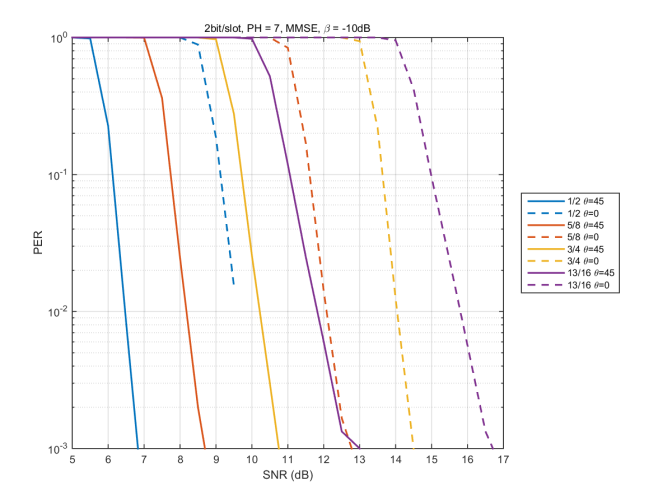 2bit/slot, PH = 7, MMSE, β = -10dB
10^0
10^-1
10^-2
10^-3
PER
5 6 7 8 9 10 11 12 13 14 15 16 17
SNR (dB)
1/2 θ=45
1/2 θ=0
5/8 θ=45
5/8 θ=0
3/4 θ=45
3/4 θ=0
13/16 θ=45
13/16 θ=0